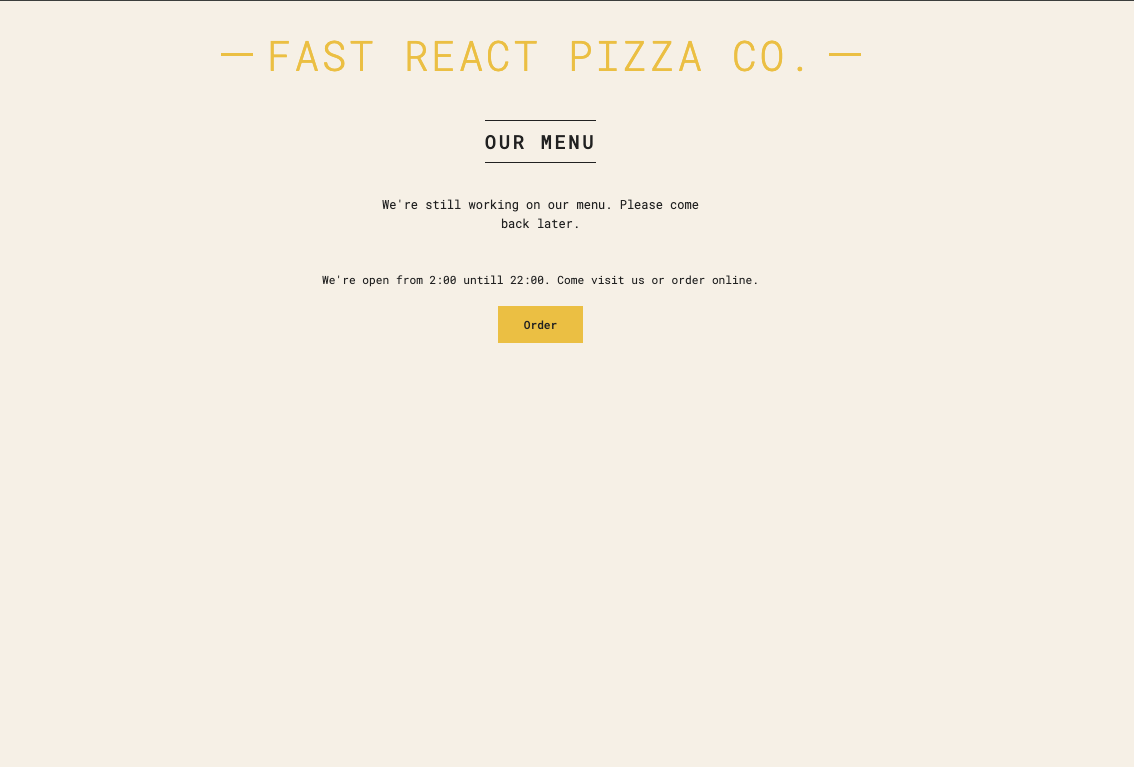 FAST REACT PIZZA CO.
OUR MENU
We're still working on our menu. Please come
back later.
We're open from 2:00 untill 22:00. Come visit us or order online.
Order